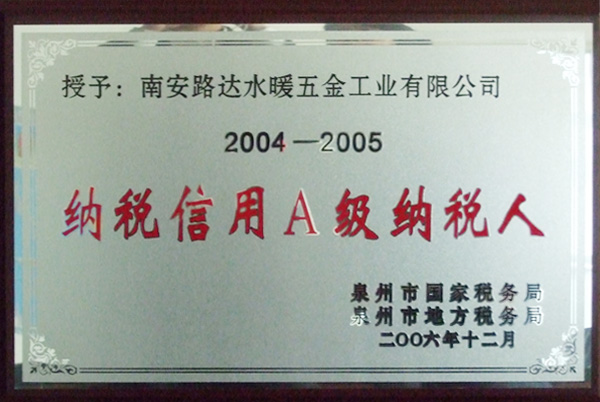 授予：南安路达水暖五金工业有限公司
2004—2005
纳税信用A级纳税人
泉州市国家税务局
泉州市地方税务局
二OO六年十二月